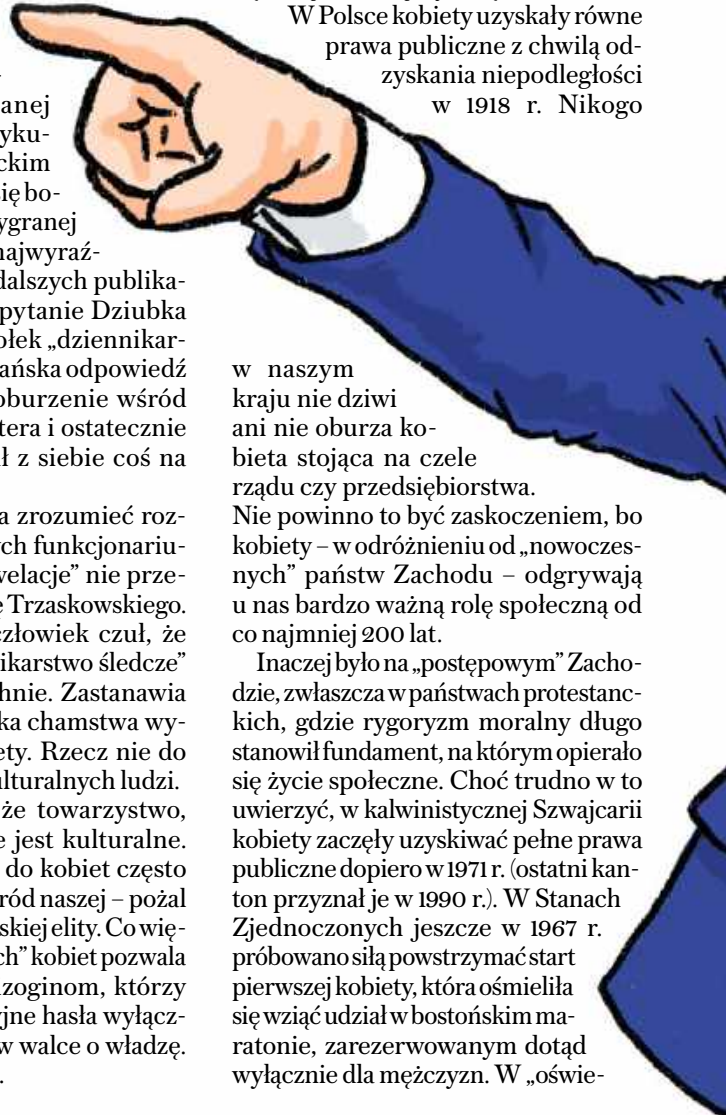 anej
yku-
ckim
się bo-
ygranej
najwyraź-
dalszych publika-
pytanie Dziubka
ołek „dziennikar-
ańska odpowiedź
oburzenie wśród
tera i ostatecznie
ł z siebie coś na
a zrozumieć roz-
ych funkcjonariu-
welacje” nie prze-
ę Trzaskowskiego.
człowiek czuł, że
ikarstwo śledcze”
chnie. Zastanawia
ka chamstwa wy-
ety. Rzecz nie do
ulturalnych ludzi.
że towarzystwo,
e jest kulturalne.
do kobiet często
ród naszej – pożal
skiej elity. Co wię-
ch” kobiet pozwala
zoginom, którzy
yjne hasła wyłącz-
w walce o władzę.
W Polsce kobiety uzyskały równe
prawa publiczne z chwilą od-
zyskania niepodległości
w 1918 r. Nikogo
w naszym
kraju nie dziwi
ani nie oburza ko-
bieta stojąca na czele
rządu czy przedsiębiorstwa.
Nie powinno to być zaskoczeniem, bo
kobiety – w odróżnieniu od „nowoczes-
nych” państw Zachodu – odgrywają
u nas bardzo ważną rolę społeczną od
co najmniej 200 lat.
Inaczej było na „postępowym” Zacho-
dzie, zwłaszcza w państwach protestanc-
kich, gdzie rygoryzm moralny długo
stanowił fundament, na którym opierało
się życie społeczne. Choć trudno w to
uwierzyć, w kalwinistycznej Szwajcarii
kobiety zaczęły uzyskiwać pełne prawa
publiczne dopiero w 1971 r. (ostatni kan-
ton przyznał je w 1990 r.). W Stanach
Zjednoczonych jeszcze w 1967 r.
próbowano siłą powstrzymać start
pierwszej kobiety, która ośmieliła
się wziąć udział w bostońskim ma-
ratonie, zarezerwowanym dotąd
wyłącznie dla mężczyzn. W „oświe-